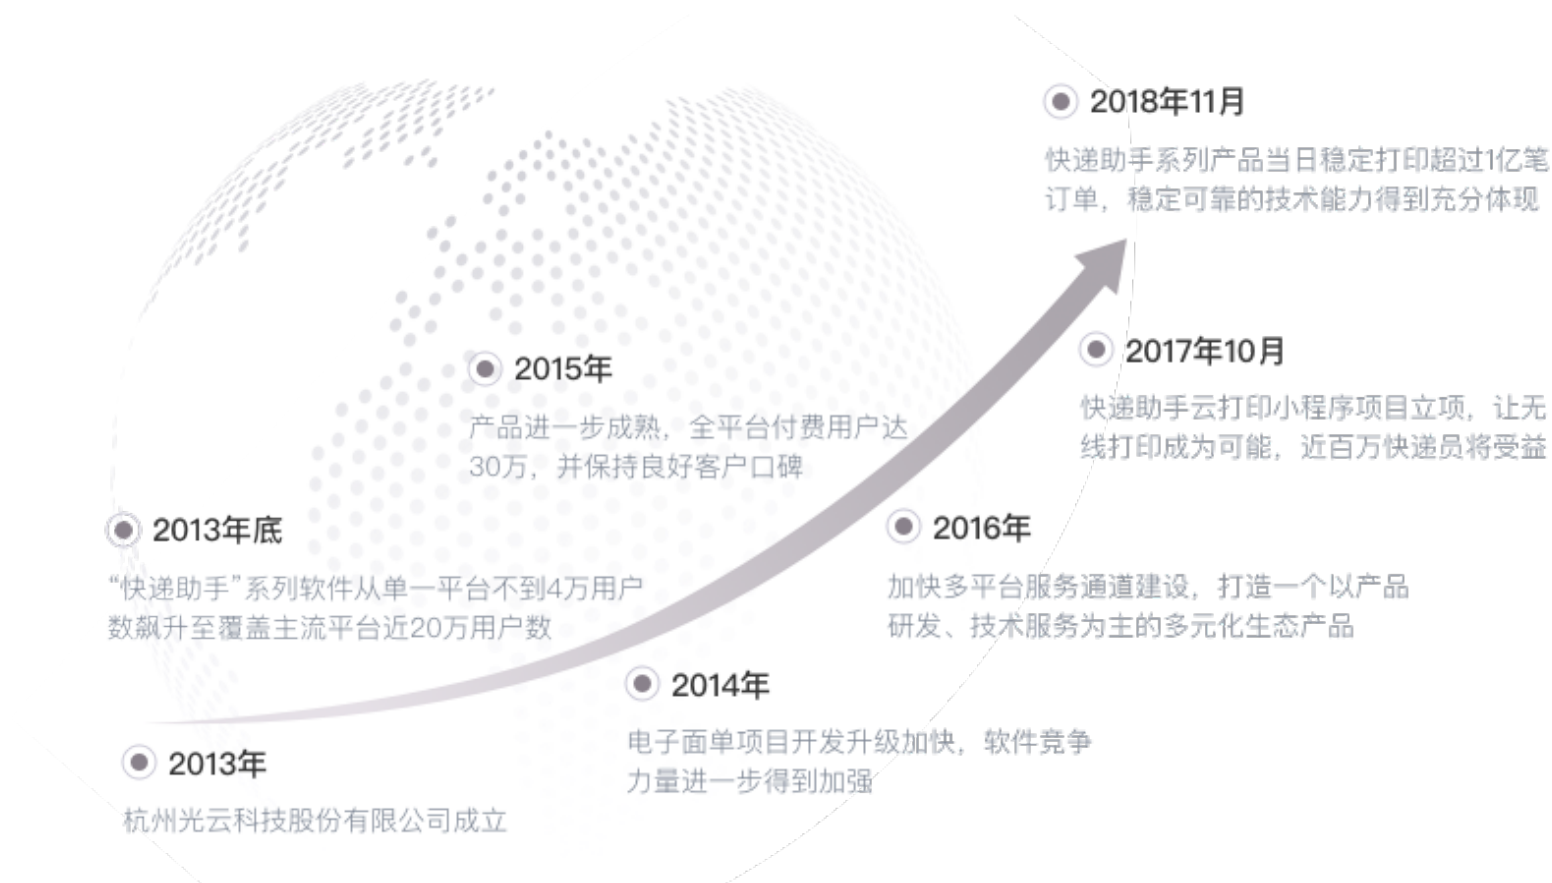 2018年11月
快递助手系列产品当日稳定打印超过1亿笔
订单，稳定可靠的技术能力得到充分体现
2017年10月
快递助手云打印小程序项目立项，让无
线打印成为可能，近百万快递员将受益
2015年
产品进一步成熟，全平台付费用户达
30万，并保持良好客户口碑
2016年
加快多平台服务通道建设，打造一个以产品
研发、技术服务为主的多元化生态产品
2013年底
“快递助手”系列软件从单一平台不到4万用户
数飙升至覆盖主流平台近20万用户数
2014年
电子面单项目开发升级加快，软件竞争
力量进一步得到加强
2013年
杭州光云科技股份有限公司成立